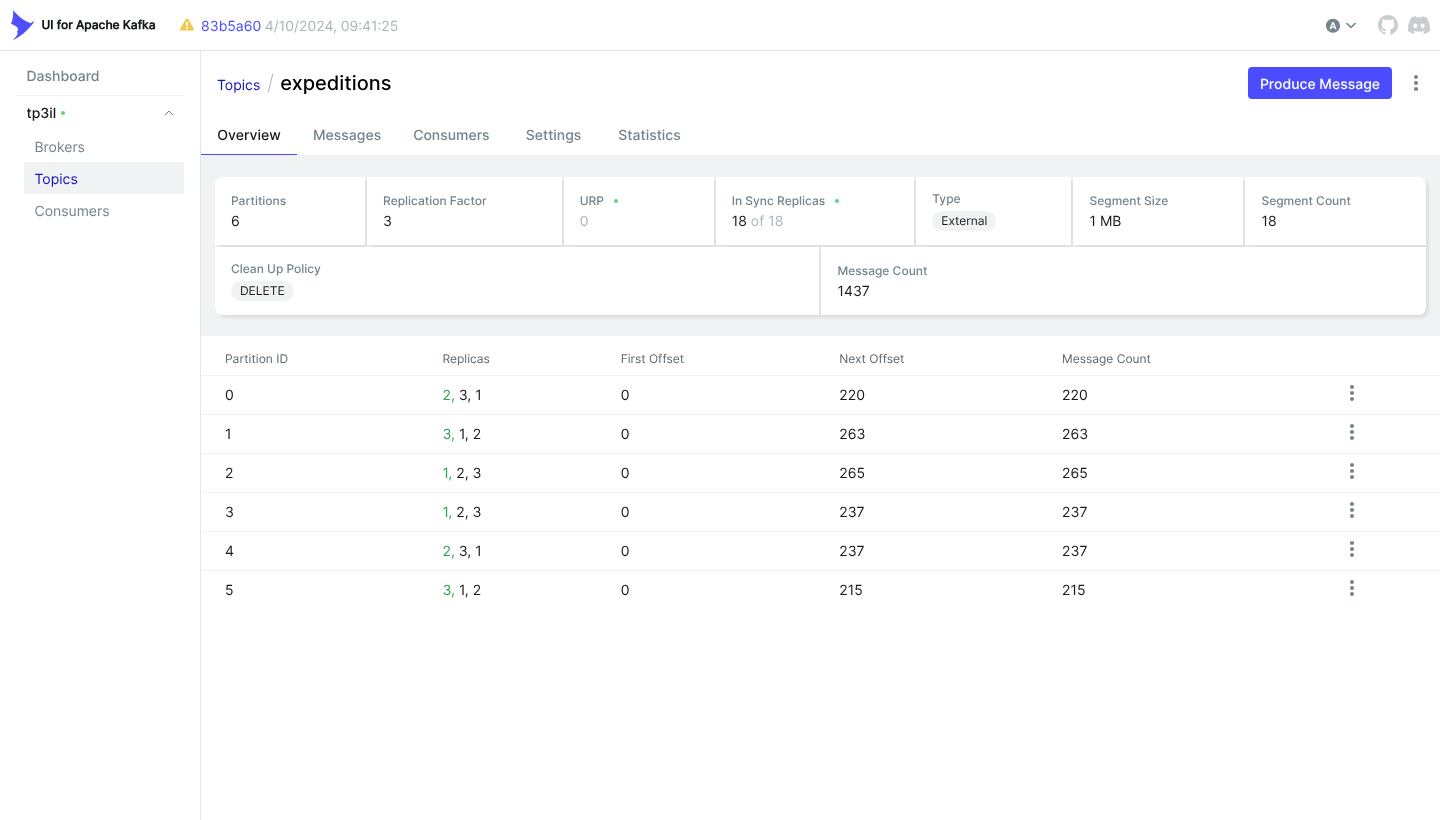 UI for Apache Kafka 83b5a60 4/10/2024, 09:41:25 A
Dashboard
tp3il
Brokers
Topics
Consumers
Topics / expeditions Produce Message
Overview Messages Consumers Settings Statistics
Partitions Replication Factor URP In Sync Replicas Type Segment Size Segment Count
6 3 0 18 of 18 External 1 MB 18
Clean Up Policy Message Count
DELETE 1437
Partition ID Replicas First Offset Next Offset Message Count
0 2, 3, 1 0 220 220
1 3, 1, 2 0 263 263
2 1, 2, 3 0 265 265
3 1, 2, 3 0 237 237
4 2, 3, 1 0 237 237
5 3, 1, 2 0 215 215